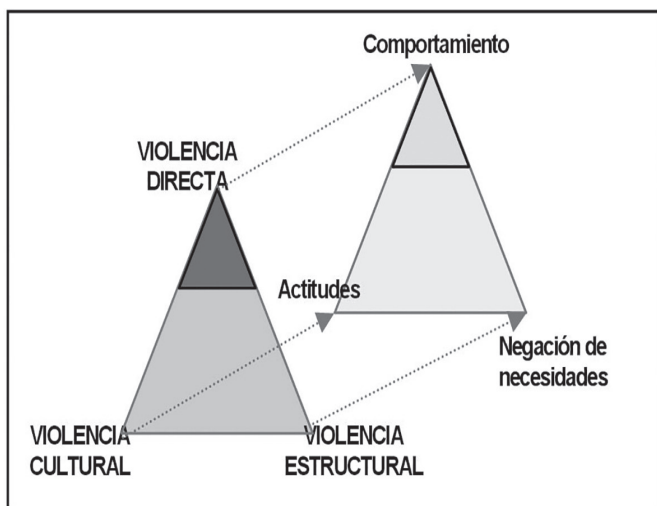 Comportamiento
VIOLENCIA
DIRECTA
Actitudes
Negación de
necesidades
VIOLENCIA
CULTURAL
VIOLENCIA
ESTRUCTURAL